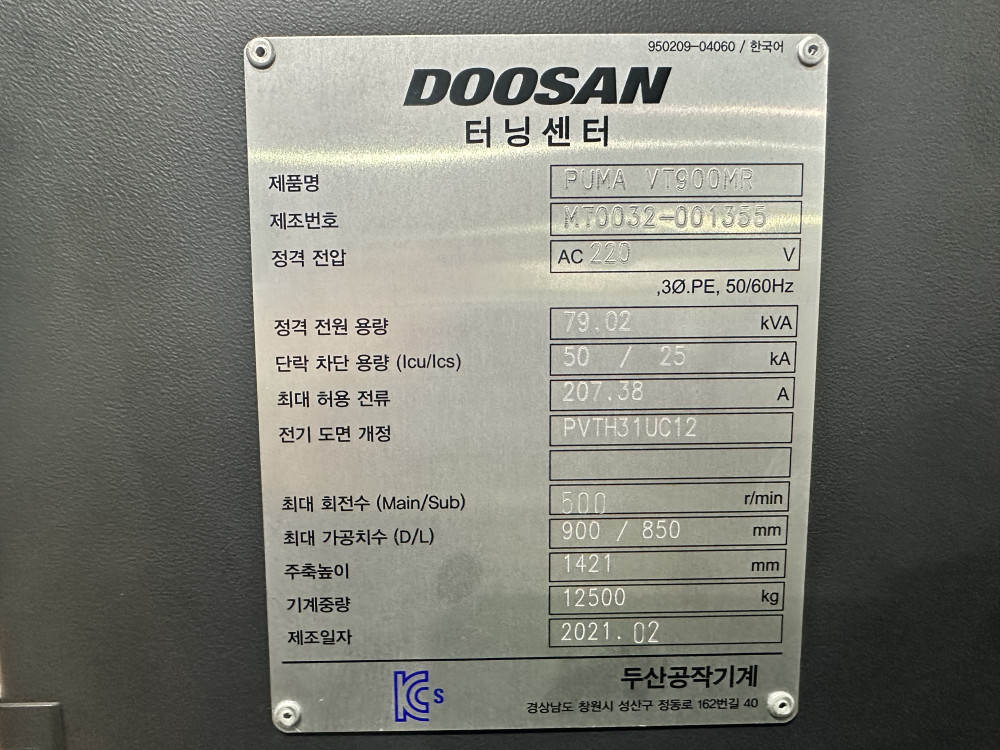 950209-04060 / 한국어
DOOSAN
터닝센터
제품명 PUMA VT900MR
제조번호 MT0032-001355
정격 전압 AC 220 V
,3Ø.PE, 50/60Hz
정격 전원 용량 79.02 kVA
단락 차단 용량 (Icu/Ics) 50 / 25 kA
최대 허용 전류 207.38 A
전기 도면 개정 PVTH31UC12
최대 회전수 (Main/Sub) 500 r/min
최대 가공치수 (D/L) 900 / 850 mm
주축높이 1421 mm
기계중량 12500 kg
제조일자 2021. 02
KCs 두산공작기계
경상남도 창원시 성산구 정동로 162번길 40